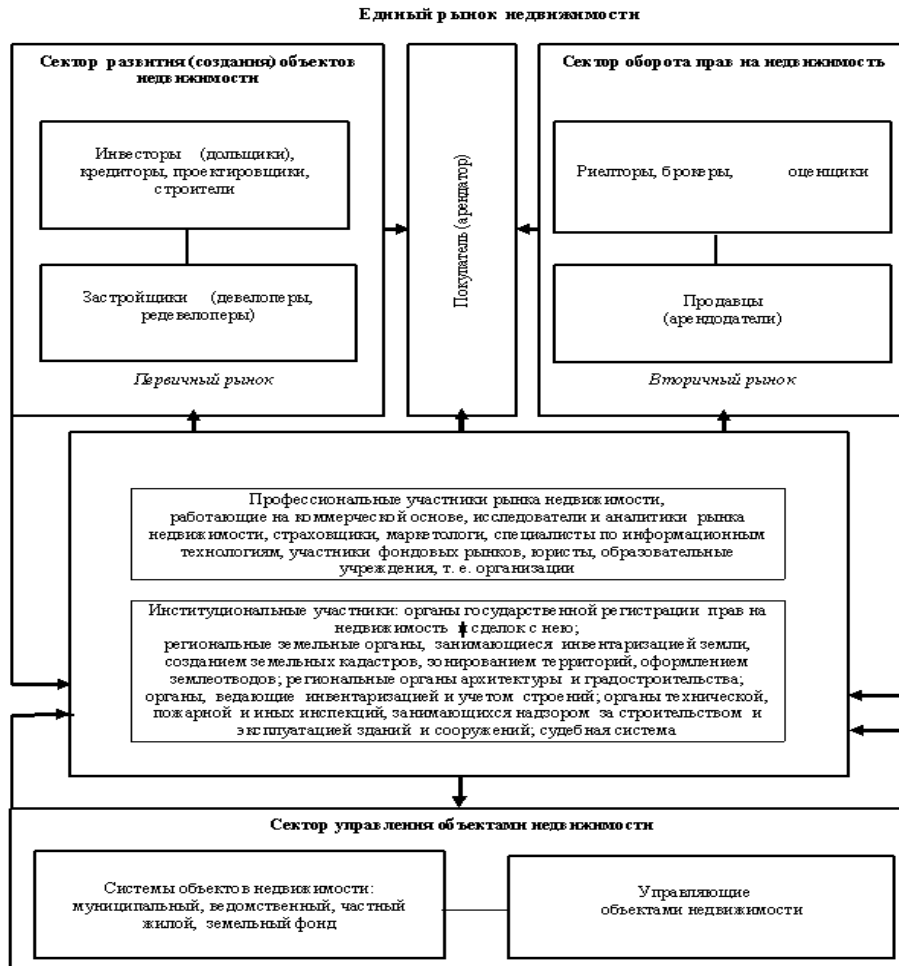 Единый рынок недвижимости
Сектор развития (создания) объектов
недвижимости
Инвесторы (дольщики),
кредиторы, проектировщики,
строители
Застройщики (девелоперы,
редевелоперы)
Первичный рынок
Покупатель (арендатор)
Сектор оборота прав на недвижимость
Риелторы, брокеры, оценщики
Продавцы
(арендодатели)
Вторичный рынок
Профессиональные участники рынка недвижимости,
работающие на коммерческой основе, исследователи и аналитики рынка
недвижимости, страховщики, маркетологи, специалисты по информационным
технологиям, участники фондовых рынков, юристы, образовательные
учреждения, т. е. организации
Институциональные участники: органы государственной регистрации прав на
недвижимость и сделок с нею;
региональные земельные органы, занимающиеся инвентаризацией земли,
созданием земельных кадастров, зонированием территорий, оформлением
землеотводов; региональные органы архитектуры и градостроительства;
органы, ведающие инвентаризацией и учетом строений; органы технической,
пожарной и иных инспекций, занимающихся надзором за строительством и
эксплуатацией зданий и сооружений; судебная система
Сектор управления объектами недвижимости
Системы объектов недвижимости:
муниципальный, ведомственный, частный
жилой, земельный фонд
Управляющие
объектами недвижимости